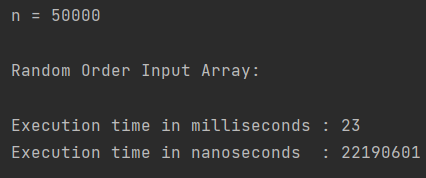 n = 50000
Random Order Input Array:
Execution time in milliseconds : 23
Execution time in nanoseconds  : 22190601